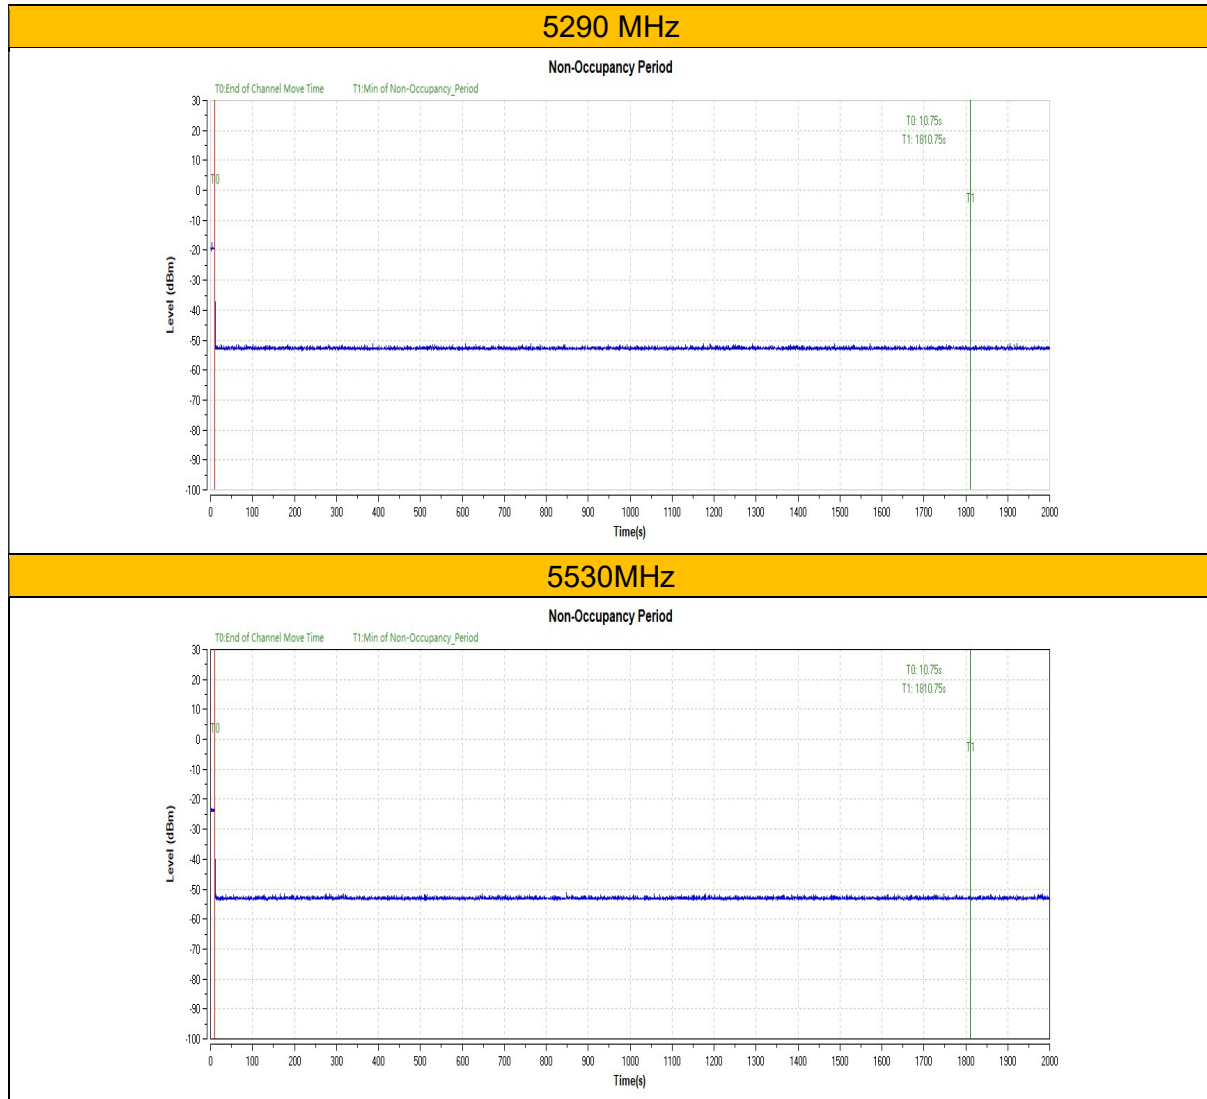 5290 MHz
Non-Occupancy Period
T0:End of Channel Move Time T1:Min of Non-Occupancy_Period
T0: 10.75s
T1: 1810.75s
T0
T1
Level (dBm)
30
20
10
0
-10
-20
-30
-40
-50
-60
-70
-80
-90
-100
0 100 200 300 400 500 600 700 800 900 1000 1100 1200 1300 1400 1500 1600 1700 1800 1900 2000
Time(s)
5530MHz
Non-Occupancy Period
T0:End of Channel Move Time T1:Min of Non-Occupancy_Period
T0: 10.75s
T1: 1810.75s
T0
T1
Level (dBm)
30
20
10
0
-10
-20
-30
-40
-50
-60
-70
-80
-90
-100
0 100 200 300 400 500 600 700 800 900 1000 1100 1200 1300 1400 1500 1600 1700 1800 1900 2000
Time(s)